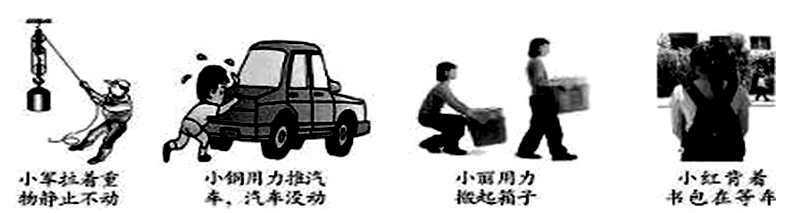 小军拉着重
物静止不动
小钢用力推汽
车,汽车没动
小丽用力
搬起箱子
小红背着
书包在等车